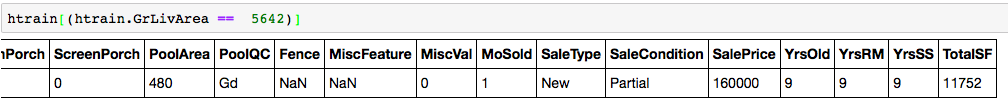 htrain[(htrain.GrLivArea ==  5642)]
nPorch ScreenPorch PoolArea PoolQC Fence MiscFeature MiscVal MoSold SaleType SaleCondition SalePrice YrsOld YrsRM YrsSS TotalSF
0 480 Gd NaN NaN 0 1 New Partial 160000 9 9 9 11752